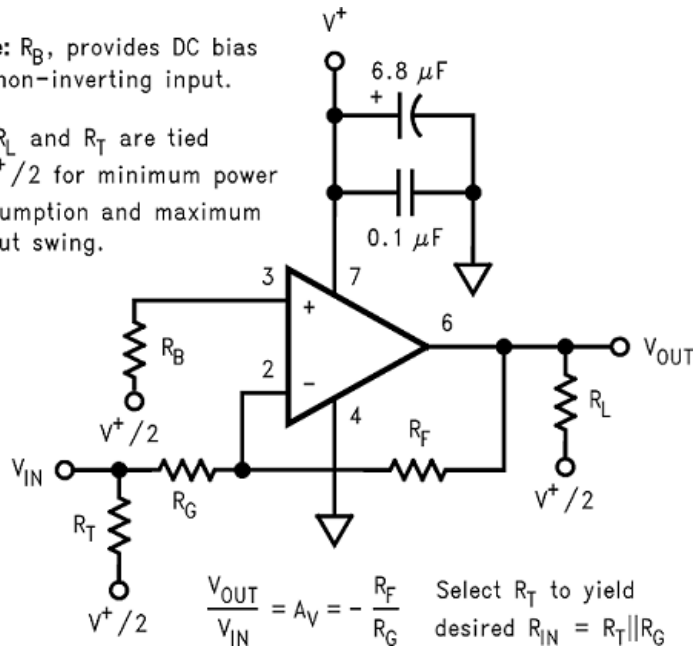 V⁺
e: R_B, provides DC bias
non-inverting input.
R_L and R_T are tied
⁺/2 for minimum power
umption and maximum
ut swing.
6.8 μF
+
0.1 μF
3
7
+
6
R_B
2
−
4
V_OUT
R_L
V⁺/2
R_F
V_IN
R_G
R_T
V⁺/2
V⁺/2
V_OUT/V_IN = A_V = − R_F/R_G
Select R_T to yield
desired R_IN = R_T||R_G